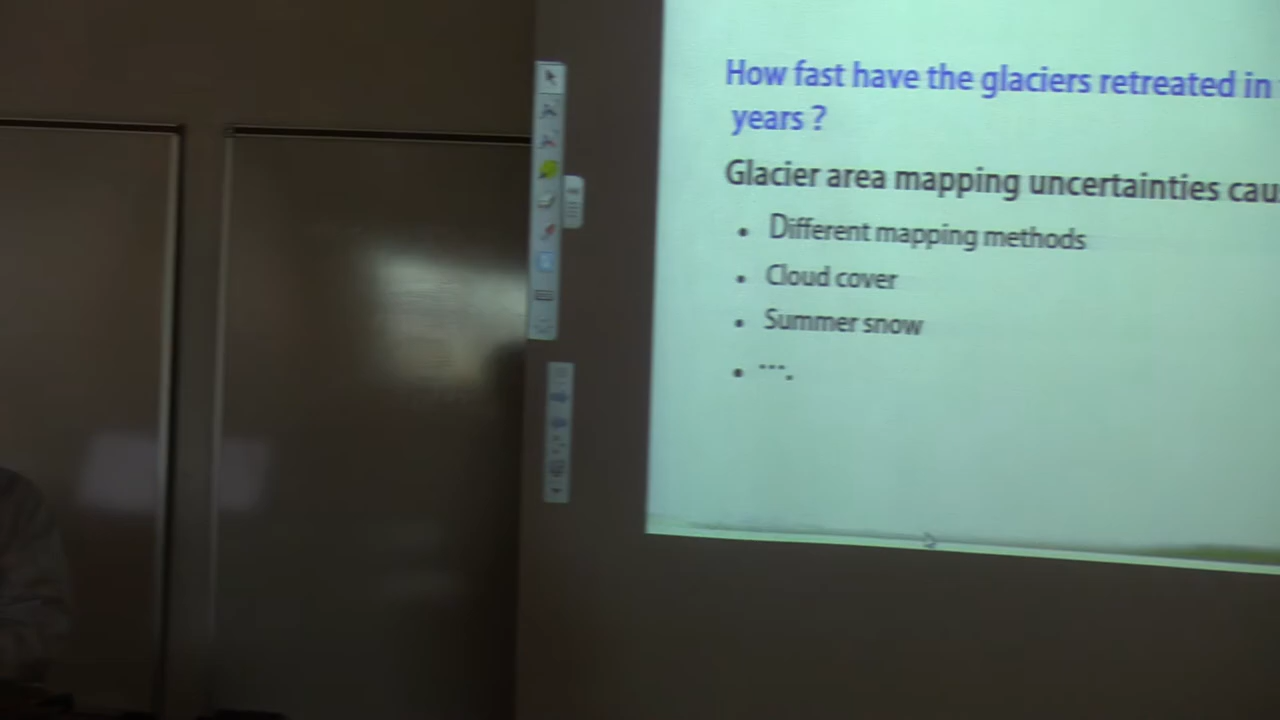 How fast have the glaciers retreated in
years ?
Glacier area mapping uncertainties cau
• Different mapping methods
• Cloud cover
• Summer snow
• ....